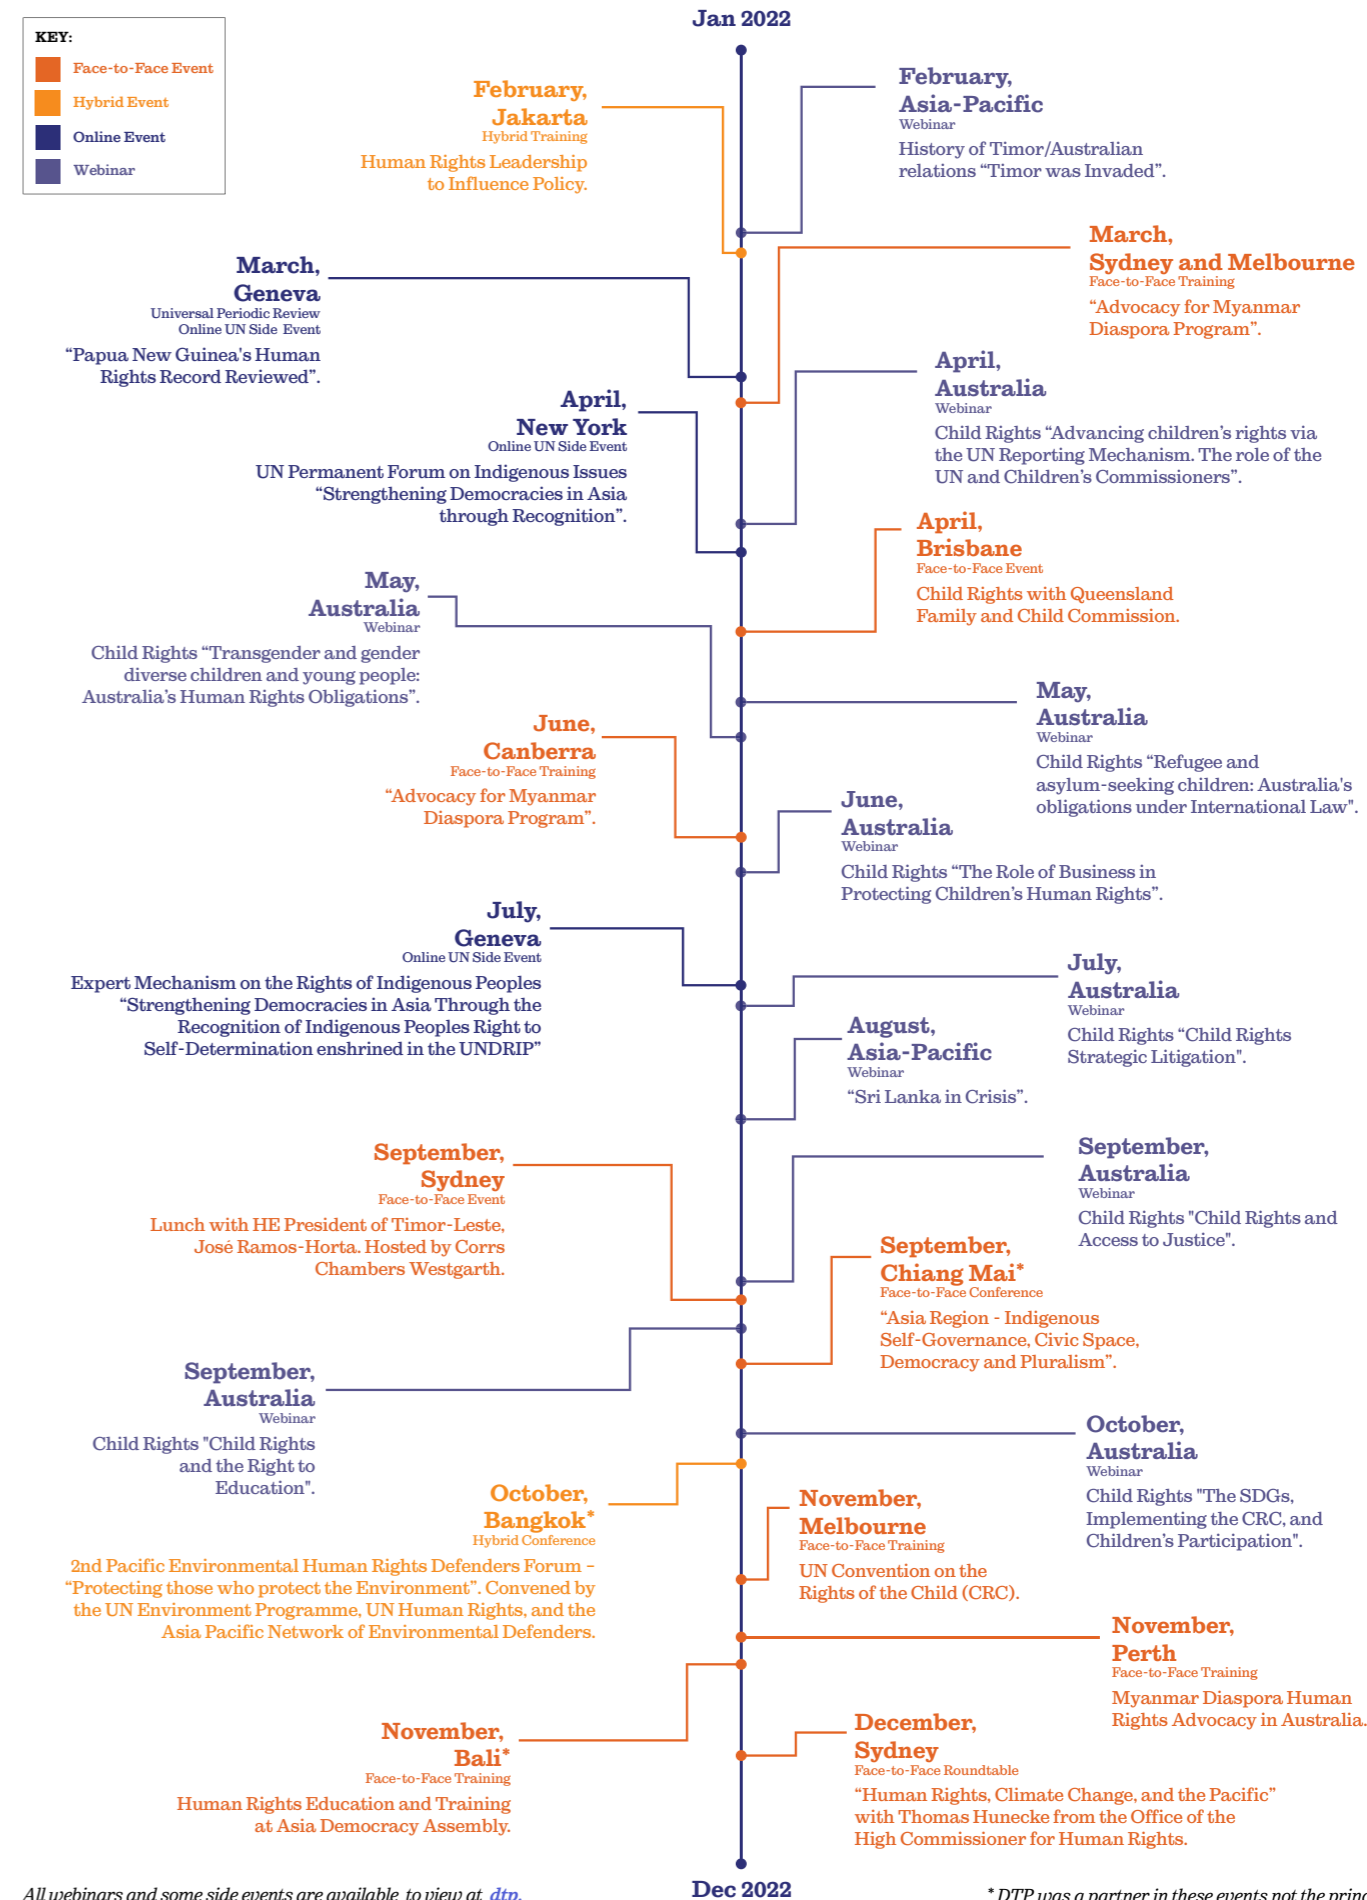 Jan 2022
KEY:
Face-to-Face Event
Hybrid Event
Online Event
Webinar
February,
Jakarta
Hybrid Training
Human Rights Leadership
to Influence Policy.
February,
Asia-Pacific
Webinar
History of Timor/Australian
relations “Timor was Invaded”.
March,
Geneva
Universal Periodic Review
Online UN Side Event
“Papua New Guinea's Human
Rights Record Reviewed”.
March,
Sydney and Melbourne
Face-to-Face Training
“Advocacy for Myanmar
Diaspora Program”.
April,
Australia
Webinar
Child Rights “Advancing children’s rights via
the UN Reporting Mechanism. The role of the
UN and Children’s Commissioners”.
April,
New York
Online UN Side Event
UN Permanent Forum on Indigenous Issues
“Strengthening Democracies in Asia
through Recognition”.
April,
Brisbane
Face-to-Face Event
Child Rights with Queensland
Family and Child Commission.
May,
Australia
Webinar
Child Rights “Transgender and gender
diverse children and young people:
Australia’s Human Rights Obligations”.
May,
Australia
Webinar
Child Rights “Refugee and
asylum-seeking children: Australia's
obligations under International Law".
June,
Canberra
Face-to-Face Training
“Advocacy for Myanmar
Diaspora Program”.
June,
Australia
Webinar
Child Rights “The Role of Business in
Protecting Children’s Human Rights”.
July,
Geneva
Online UN Side Event
Expert Mechanism on the Rights of Indigenous Peoples
“Strengthening Democracies in Asia Through the
Recognition of Indigenous Peoples Right to
Self-Determination enshrined in the UNDRIP”
July,
Australia
Webinar
Child Rights “Child Rights
Strategic Litigation".
August,
Asia-Pacific
Webinar
“Sri Lanka in Crisis”.
September,
Sydney
Face-to-Face Event
Lunch with HE President of Timor-Leste,
José Ramos-Horta. Hosted by Corrs
Chambers Westgarth.
September,
Australia
Webinar
Child Rights "Child Rights and
Access to Justice".
September,
Chiang Mai*
Face-to-Face Conference
“Asia Region - Indigenous
Self-Governance, Civic Space,
Democracy and Pluralism”.
September,
Australia
Webinar
Child Rights "Child Rights
and the Right to
Education".
October,
Australia
Webinar
Child Rights "The SDGs,
Implementing the CRC, and
Children’s Participation".
October,
Bangkok*
Hybrid Conference
2nd Pacific Environmental Human Rights Defenders Forum –
“Protecting those who protect the Environment”. Convened by
the UN Environment Programme, UN Human Rights, and the
Asia Pacific Network of Environmental Defenders.
November,
Melbourne
Face-to-Face Training
UN Convention on the
Rights of the Child (CRC).
November,
Perth
Face-to-Face Training
Myanmar Diaspora Human
Rights Advocacy in Australia.
November,
Bali*
Face-to-Face Training
Human Rights Education and Training
at Asia Democracy Assembly.
December,
Sydney
Face-to-Face Roundtable
“Human Rights, Climate Change, and the Pacific”
with Thomas Hunecke from the Office of the
High Commissioner for Human Rights.
Dec 2022
All webinars and some side events are available to view at dtp.
* DTP was a partner in these events not the